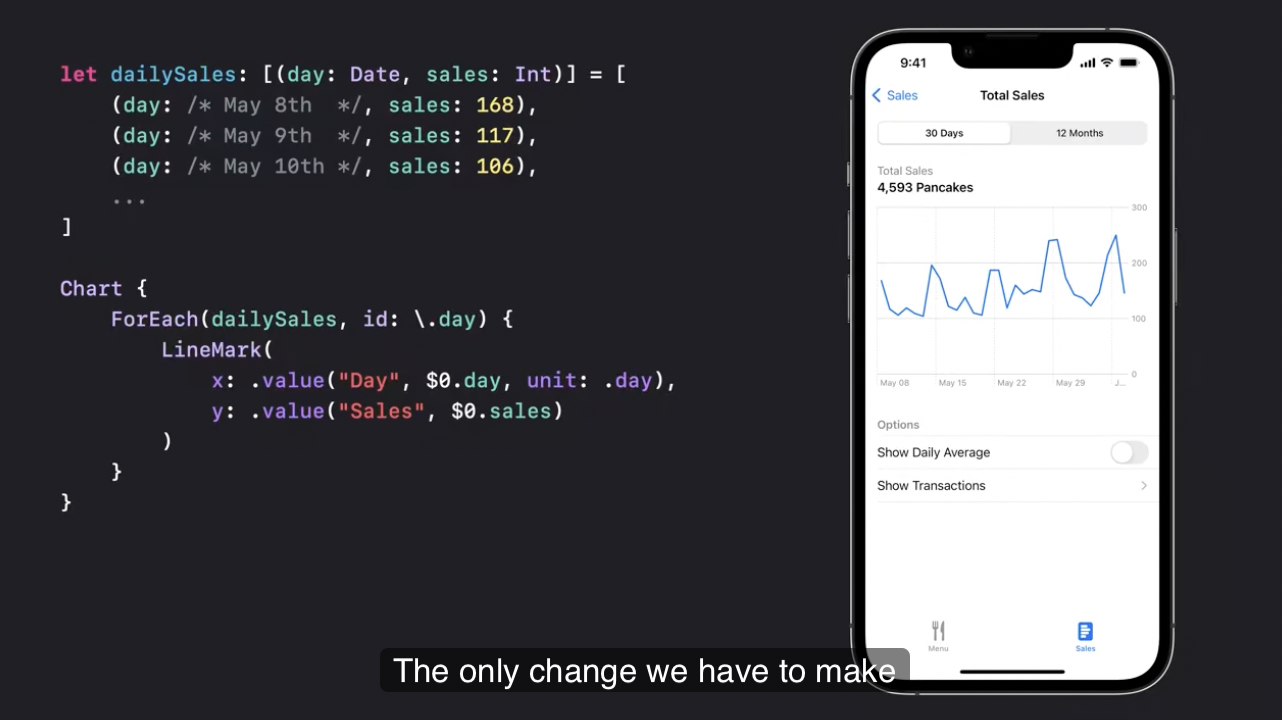 let dailySales: [(day: Date, sales: Int)] = [
(day: /* May 8th */, sales: 168),
(day: /* May 9th */, sales: 117),
(day: /* May 10th */, sales: 106),
...
]
Chart {
ForEach(dailySales, id: \.day) {
LineMark(
x: .value("Day", $0.day, unit: .day),
y: .value("Sales", $0.sales)
)
}
}
9:41
Sales Total Sales
30 Days 12 Months
Total Sales
4,593 Pancakes
300
200
100
0
May 08 May 15 May 22 May 29 J...
Options
Show Daily Average
Show Transactions
Menu Sales
The only change we have to make